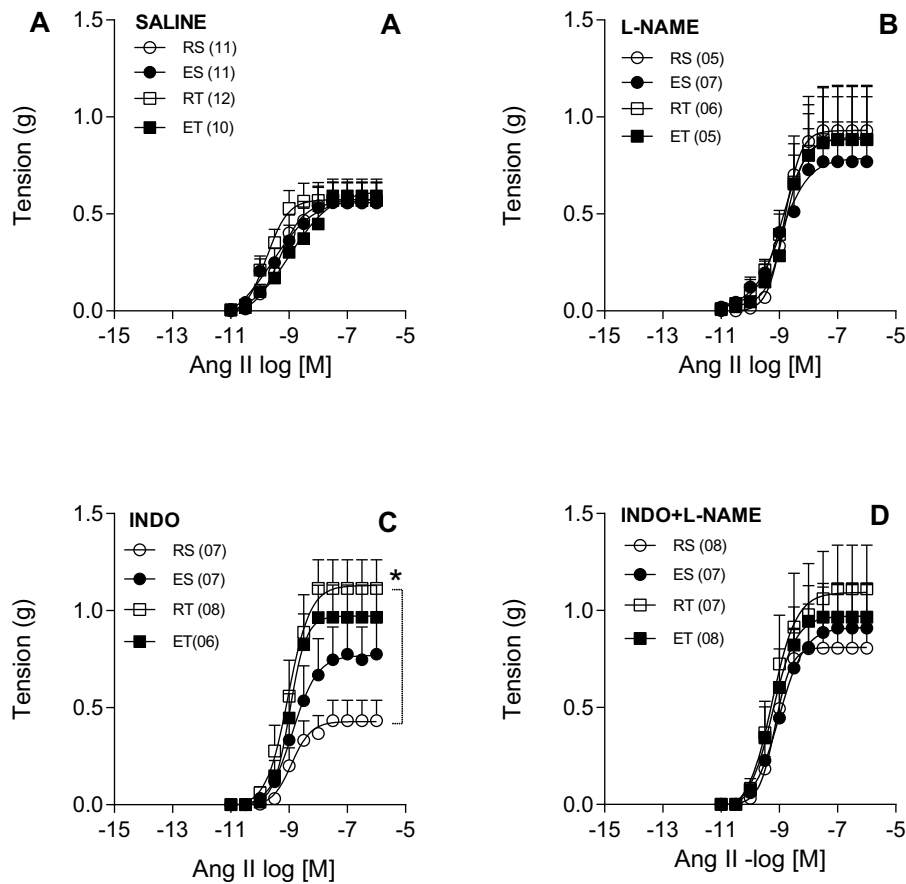 A
SALINE
A
RS (11)
ES (11)
RT (12)
ET (10)
1.5
1.0
0.5
0.0
Tension (g)
-15 -13 -11 -9 -7 -5
Ang II log [M]
L-NAME
B
RS (05)
ES (07)
RT (06)
ET (05)
1.5
1.0
0.5
0.0
Tension (g)
-15 -13 -11 -9 -7 -5
Ang II log [M]
INDO
C
RS (07)
ES (07)
RT (08)
ET(06)
*
1.5
1.0
0.5
0.0
Tension (g)
-15 -13 -11 -9 -7 -5
Ang II log [M]
INDO+L-NAME
D
RS (08)
ES (07)
RT (07)
ET (08)
1.5
1.0
0.5
0.0
Tension (g)
-15 -13 -11 -9 -7 -5
Ang II -log [M]